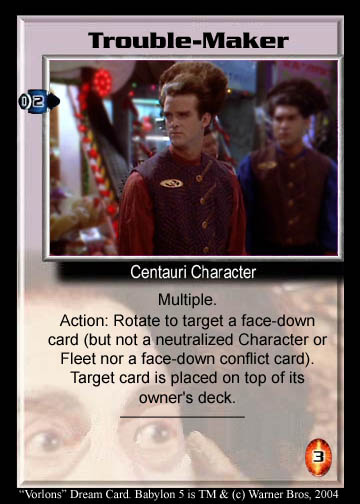 Trouble-Maker
2
Centauri Character
Multiple.
Action: Rotate to target a face-down
card (but not a neutralized Character or
Fleet nor a face-down conflict card).
Target card is placed on top of its
owner's deck.
3
"Vorlons" Dream Card. Babylon 5 is TM & (c) Warner Bros, 2004